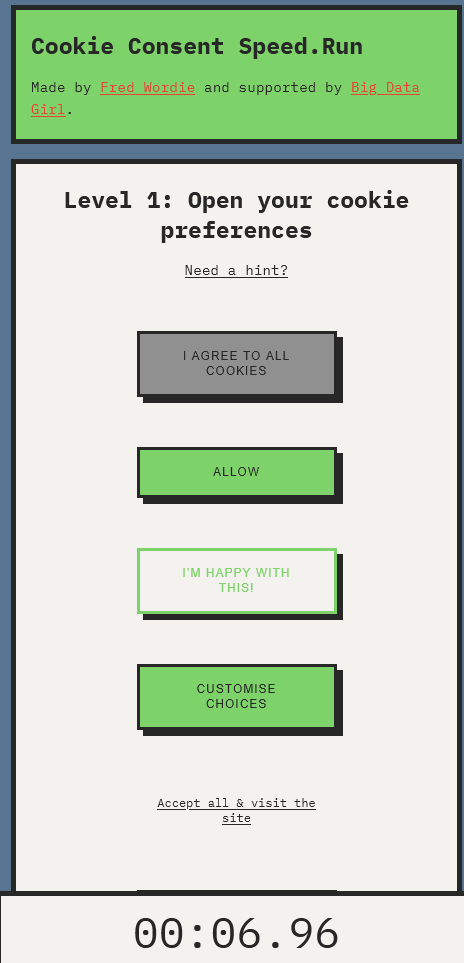 Cookie Consent Speed.Run
Made by Fred Wordie and supported by Big Data
Girl.
Level 1: Open your cookie
preferences
Need a hint?
I AGREE TO ALL
COOKIES
ALLOW
I'M HAPPY WITH
THIS!
CUSTOMISE
CHOICES
Accept all & visit the
site
00:06.96